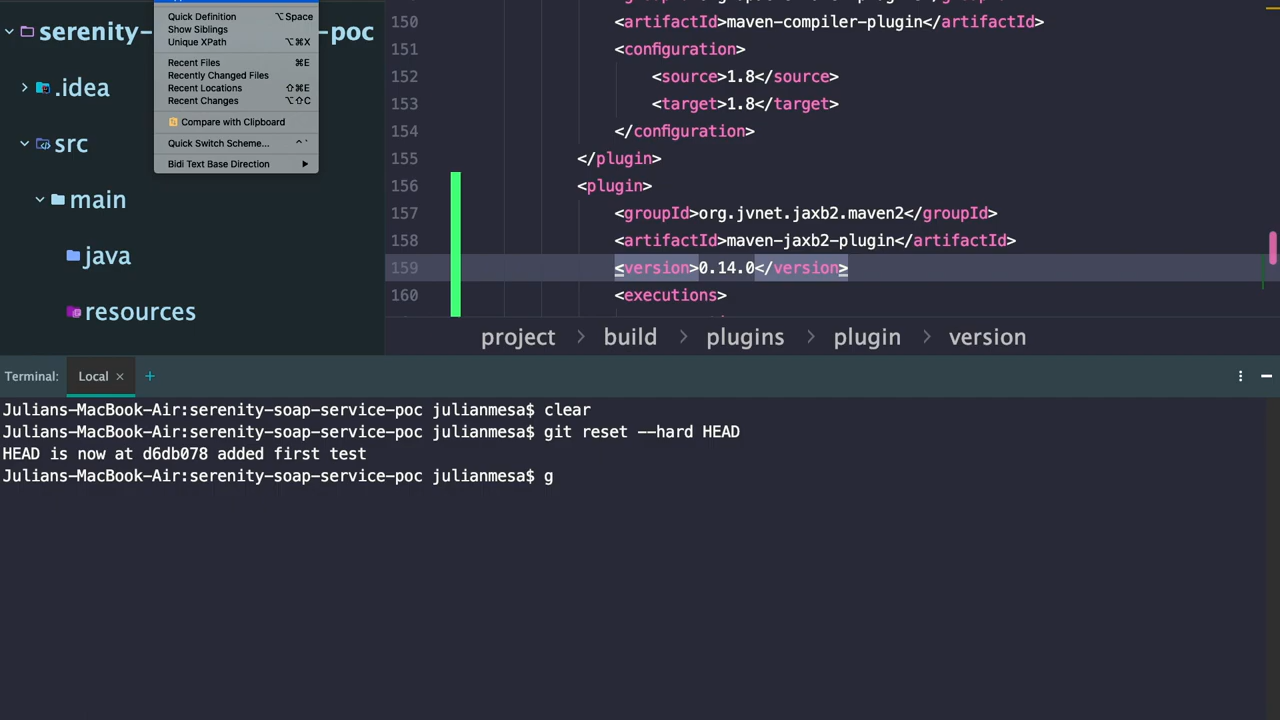 serenity-
-poc
.idea
src
main
java
resources
Quick Definition ⌥Space
Show Siblings
Unique XPath ⌥⌘X
Recent Files ⌘E
Recently Changed Files
Recent Locations ⇧⌘E
Recent Changes ⌥⇧C
Compare with Clipboard
Quick Switch Scheme... ^`
Bidi Text Base Direction
150 <artifactId>maven-compiler-plugin</artifactId>
151 <configuration>
152 <source>1.8</source>
153 <target>1.8</target>
154 </configuration>
155 </plugin>
156 <plugin>
157 <groupId>org.jvnet.jaxb2.maven2</groupId>
158 <artifactId>maven-jaxb2-plugin</artifactId>
159 <version>0.14.0</version>
160 <executions>
project > build > plugins > plugin > version
Terminal: Local × +
Julians-MacBook-Air:serenity-soap-service-poc julianmesa$ clear
Julians-MacBook-Air:serenity-soap-service-poc julianmesa$ git reset --hard HEAD
HEAD is now at d6db078 added first test
Julians-MacBook-Air:serenity-soap-service-poc julianmesa$ g